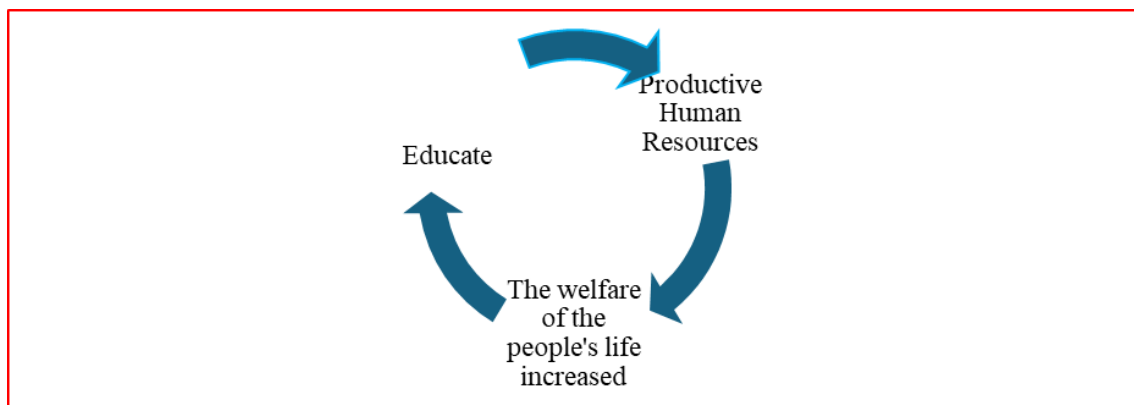 Productive
Human
Resources
Educate
The welfare
of the
people's life
increased